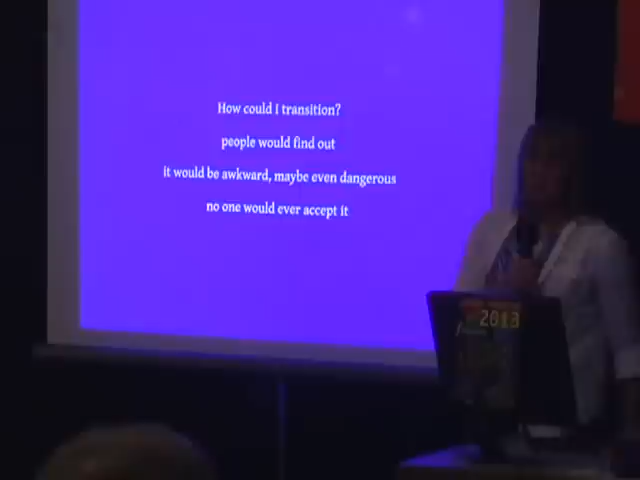 How could I transition?
people would find out
it would be awkward, maybe even dangerous
no one would ever accept it
2013